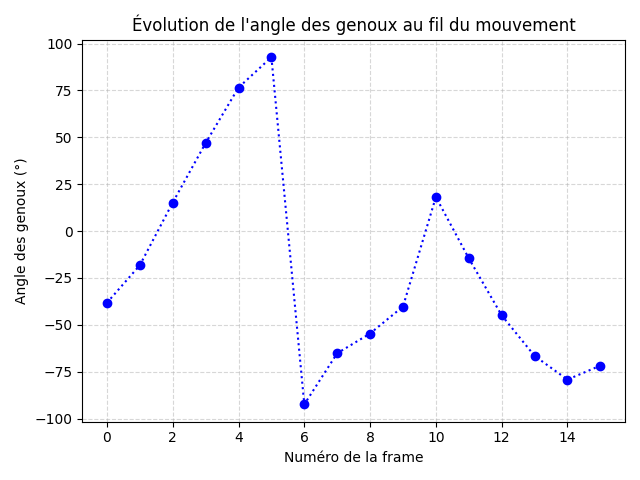 Évolution de l'angle des genoux au fil du mouvement
Angle des genoux (°)
100
75
50
25
0
−25
−50
−75
−100
0 2 4 6 8 10 12 14
Numéro de la frame